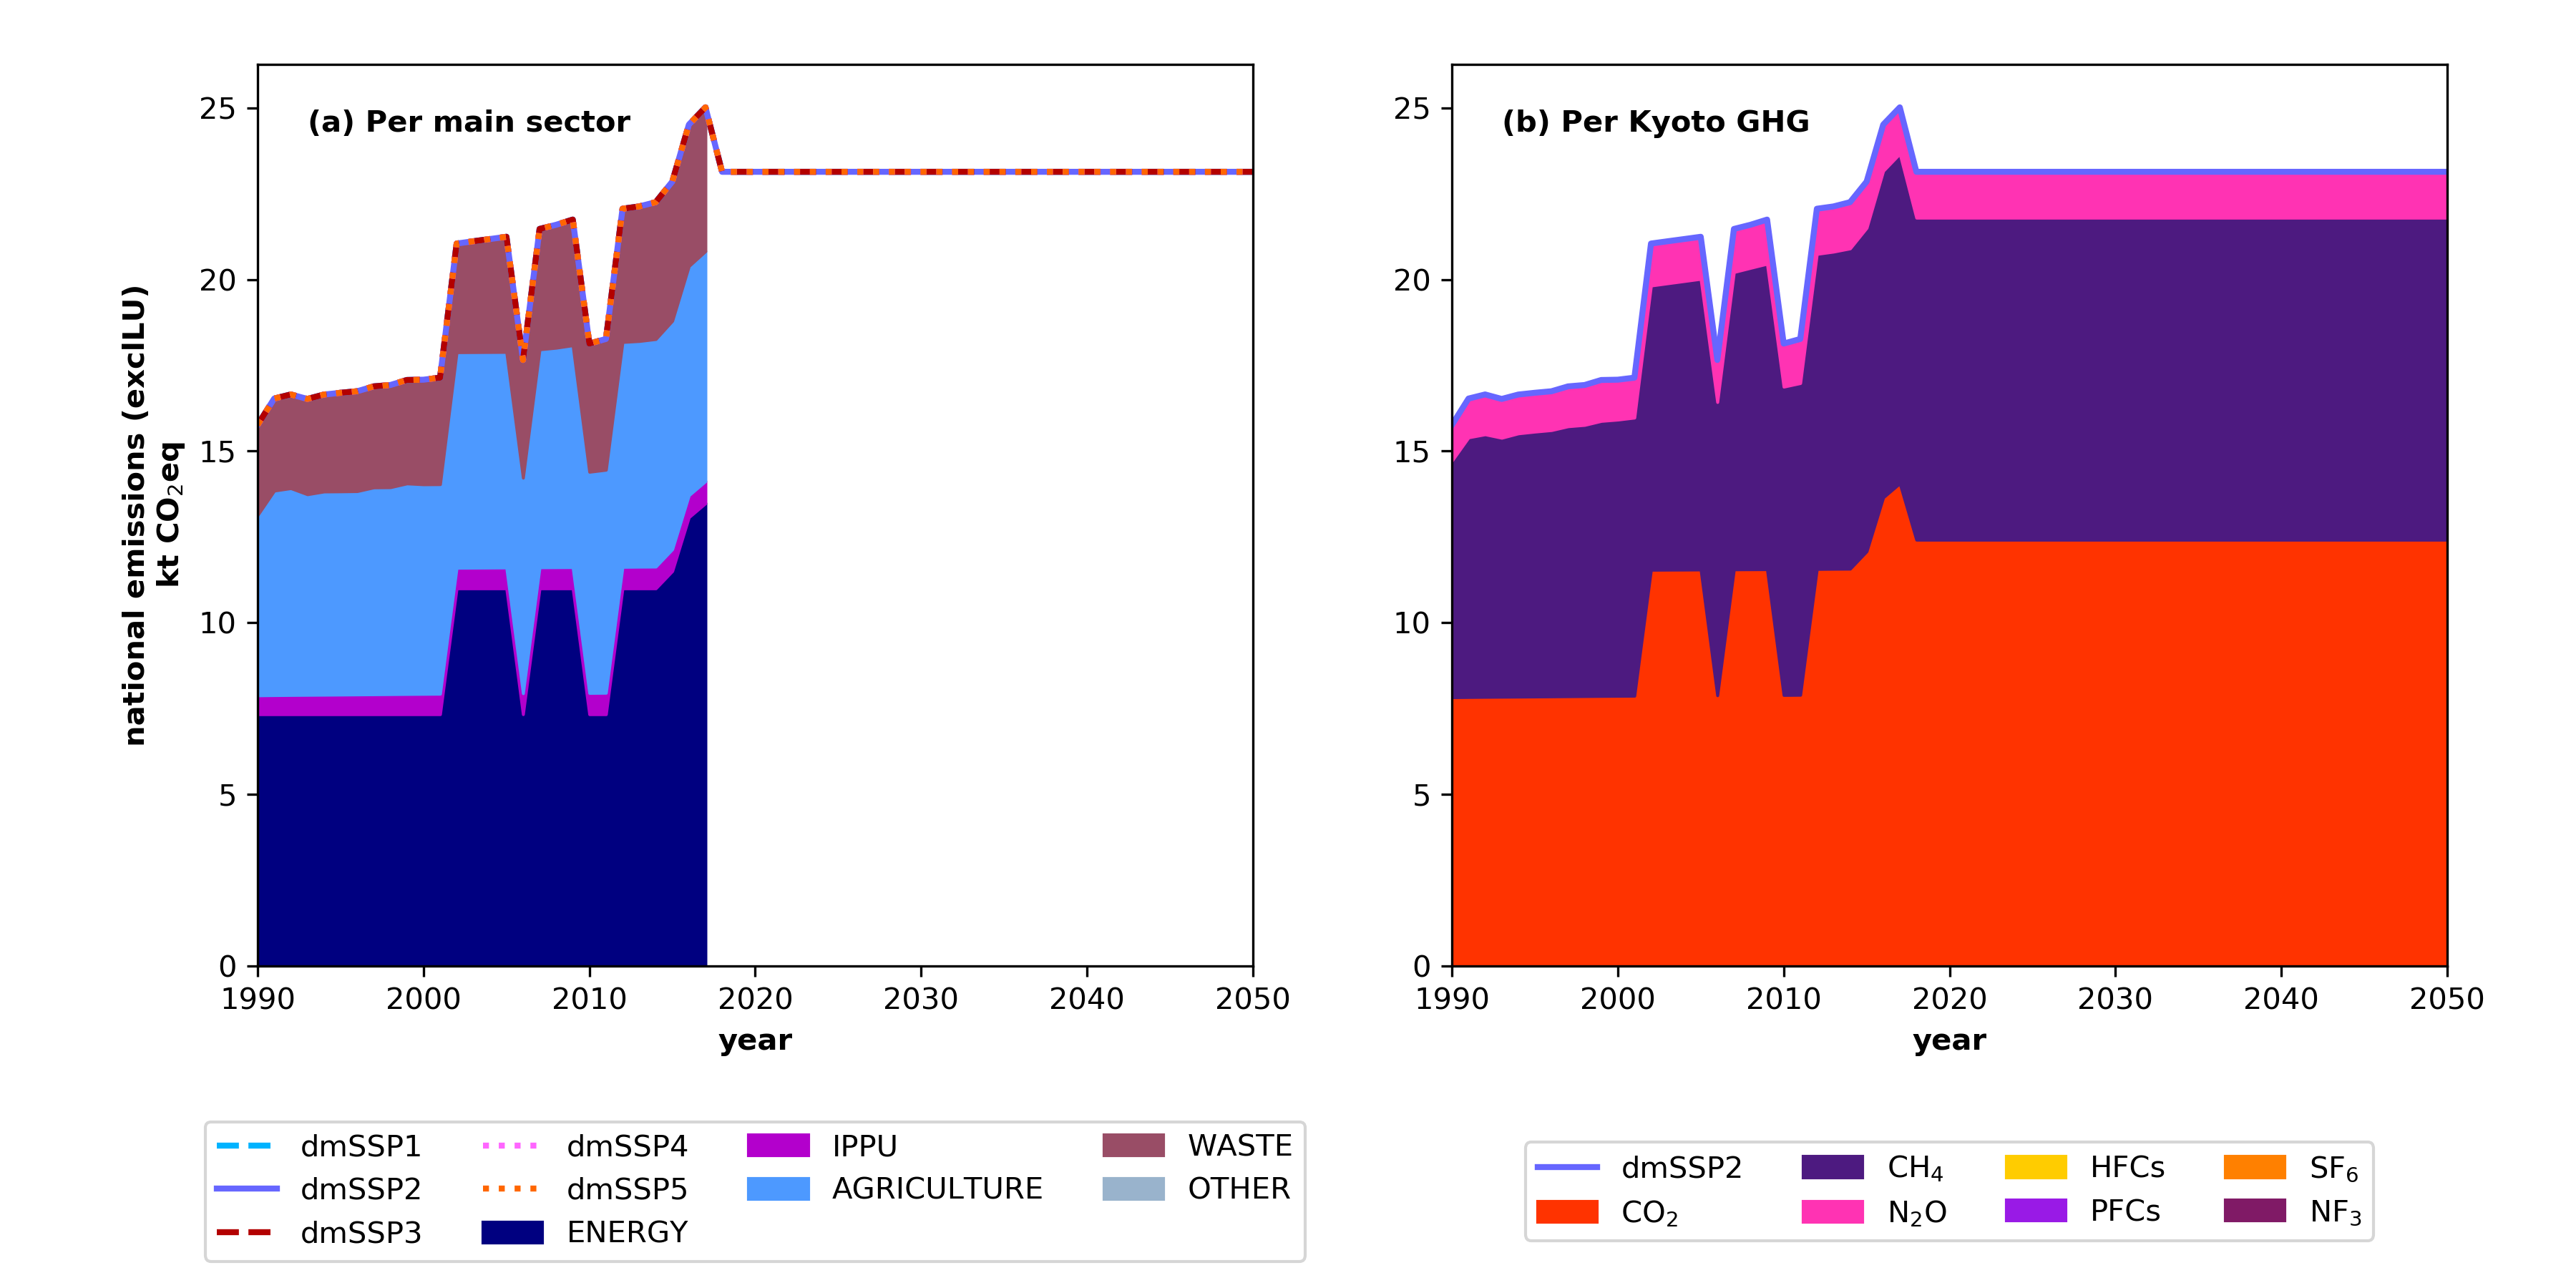 (a) Per main sector
national emissions (exclLU)
kt CO₂eq
25
20
15
10
5
0
1990 2000 2010 2020 2030 2040 2050
year
dmSSP1 dmSSP4 IPPU WASTE
dmSSP2 dmSSP5 AGRICULTURE OTHER
dmSSP3 ENERGY
(b) Per Kyoto GHG
25
20
15
10
5
0
1990 2000 2010 2020 2030 2040 2050
year
dmSSP2 CH₄ HFCs SF₆
CO₂ N₂O PFCs NF₃